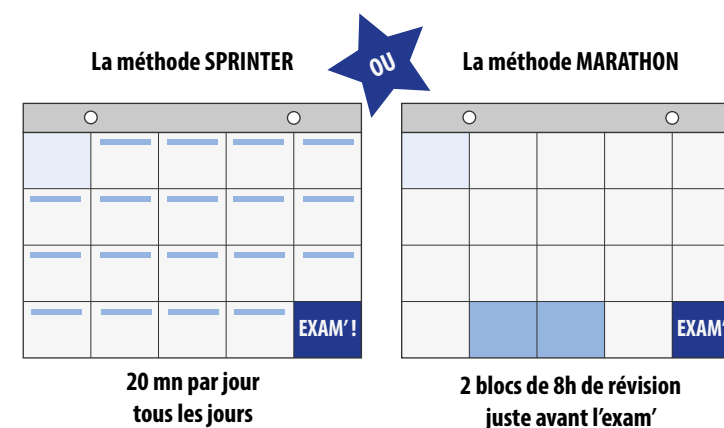 La méthode SPRINTER
OU
La méthode MARATHON
EXAM’ !
EXAM’
20 mn par jour
tous les jours
2 blocs de 8h de révision
juste avant l’exam’